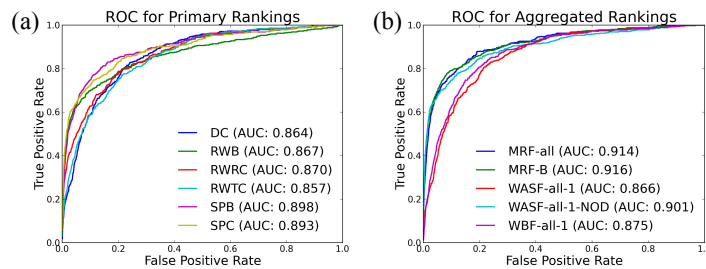 (a)
ROC for Primary Rankings
1.0
0.8
0.6
0.4
0.2
0.0
True Positive Rate
DC (AUC: 0.864)
RWB (AUC: 0.867)
RWRC (AUC: 0.870)
RWTC (AUC: 0.857)
SPB (AUC: 0.898)
SPC (AUC: 0.893)
0.0 0.2 0.4 0.6 0.8 1.0
False Positive Rate
(b)
ROC for Aggregated Rankings
1.0
0.8
0.6
0.4
0.2
0.0
True Positive Rate
MRF-all (AUC: 0.914)
MRF-B (AUC: 0.916)
WASF-all-1 (AUC: 0.866)
WASF-all-1-NOD (AUC: 0.901)
WBF-all-1 (AUC: 0.875)
0.0 0.2 0.4 0.6 0.8 1.0
False Positive Rate